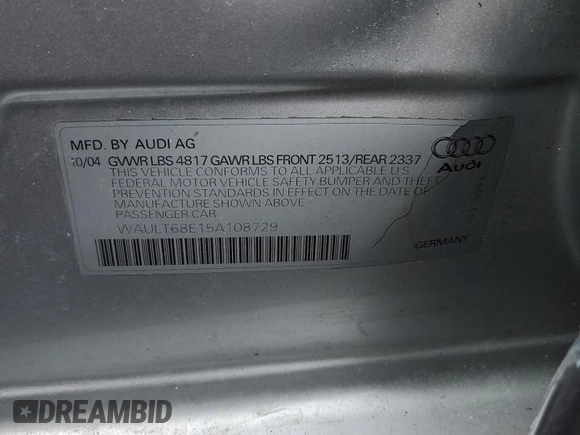 MFD. BY AUDI AG
10/04 GVWR LBS 4817 GAWR LBS FRONT 2513/REAR 2337
THIS VEHICLE CONFORMS TO ALL APPLICABLE U.S.
FEDERAL MOTOR VEHICLE SAFETY BUMPER AND THEFT
PREVENTION STANDARDS IN EFFECT ON THE DATE OF
MANUFACTURE SHOWN ABOVE
PASSENGER CAR
WAULT68E15A108729
Audi
GERMANY
DREAMBID